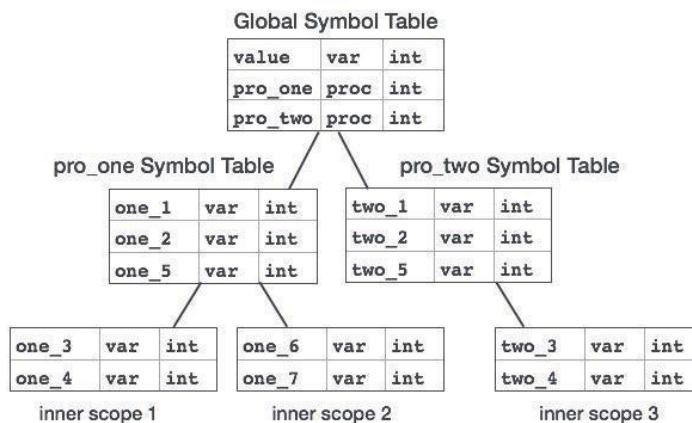 Global Symbol Table
value var int
pro_one proc int
pro_two proc int
pro_one Symbol Table
one_1 var int
one_2 var int
one_5 var int
pro_two Symbol Table
two_1 var int
two_2 var int
two_5 var int
one_3 var int
one_4 var int
inner scope 1
one_6 var int
one_7 var int
inner scope 2
two_3 var int
two_4 var int
inner scope 3